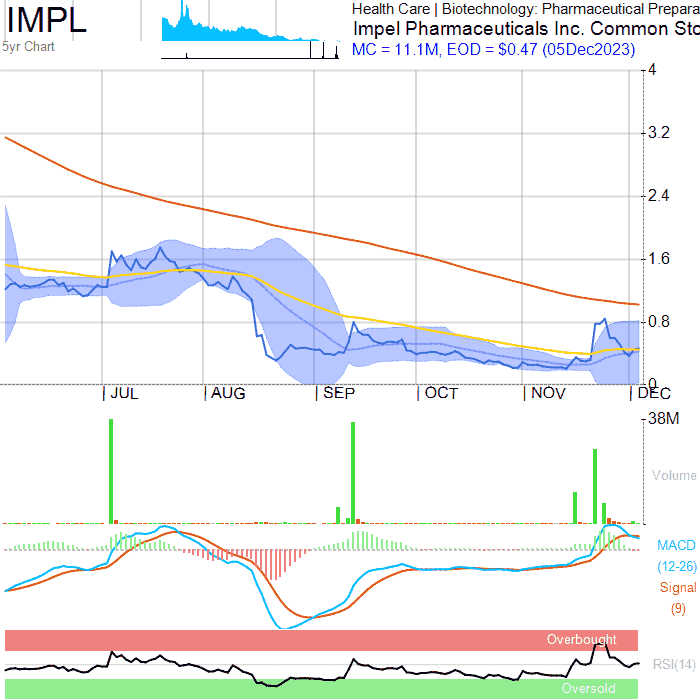 IMPL
5yr Chart
Health Care | Biotechnology: Pharmaceutical Prepara
Impel Pharmaceuticals Inc. Common Sto
MC = 11.1M, EOD = $0.47 (05Dec2023)
4
3.2
2.4
1.6
0.8
0
JUL
AUG
SEP
OCT
NOV
DEC
38M
Volume
MACD
(12-26)
Signal
(9)
Overbought
RSI(14)
Oversold